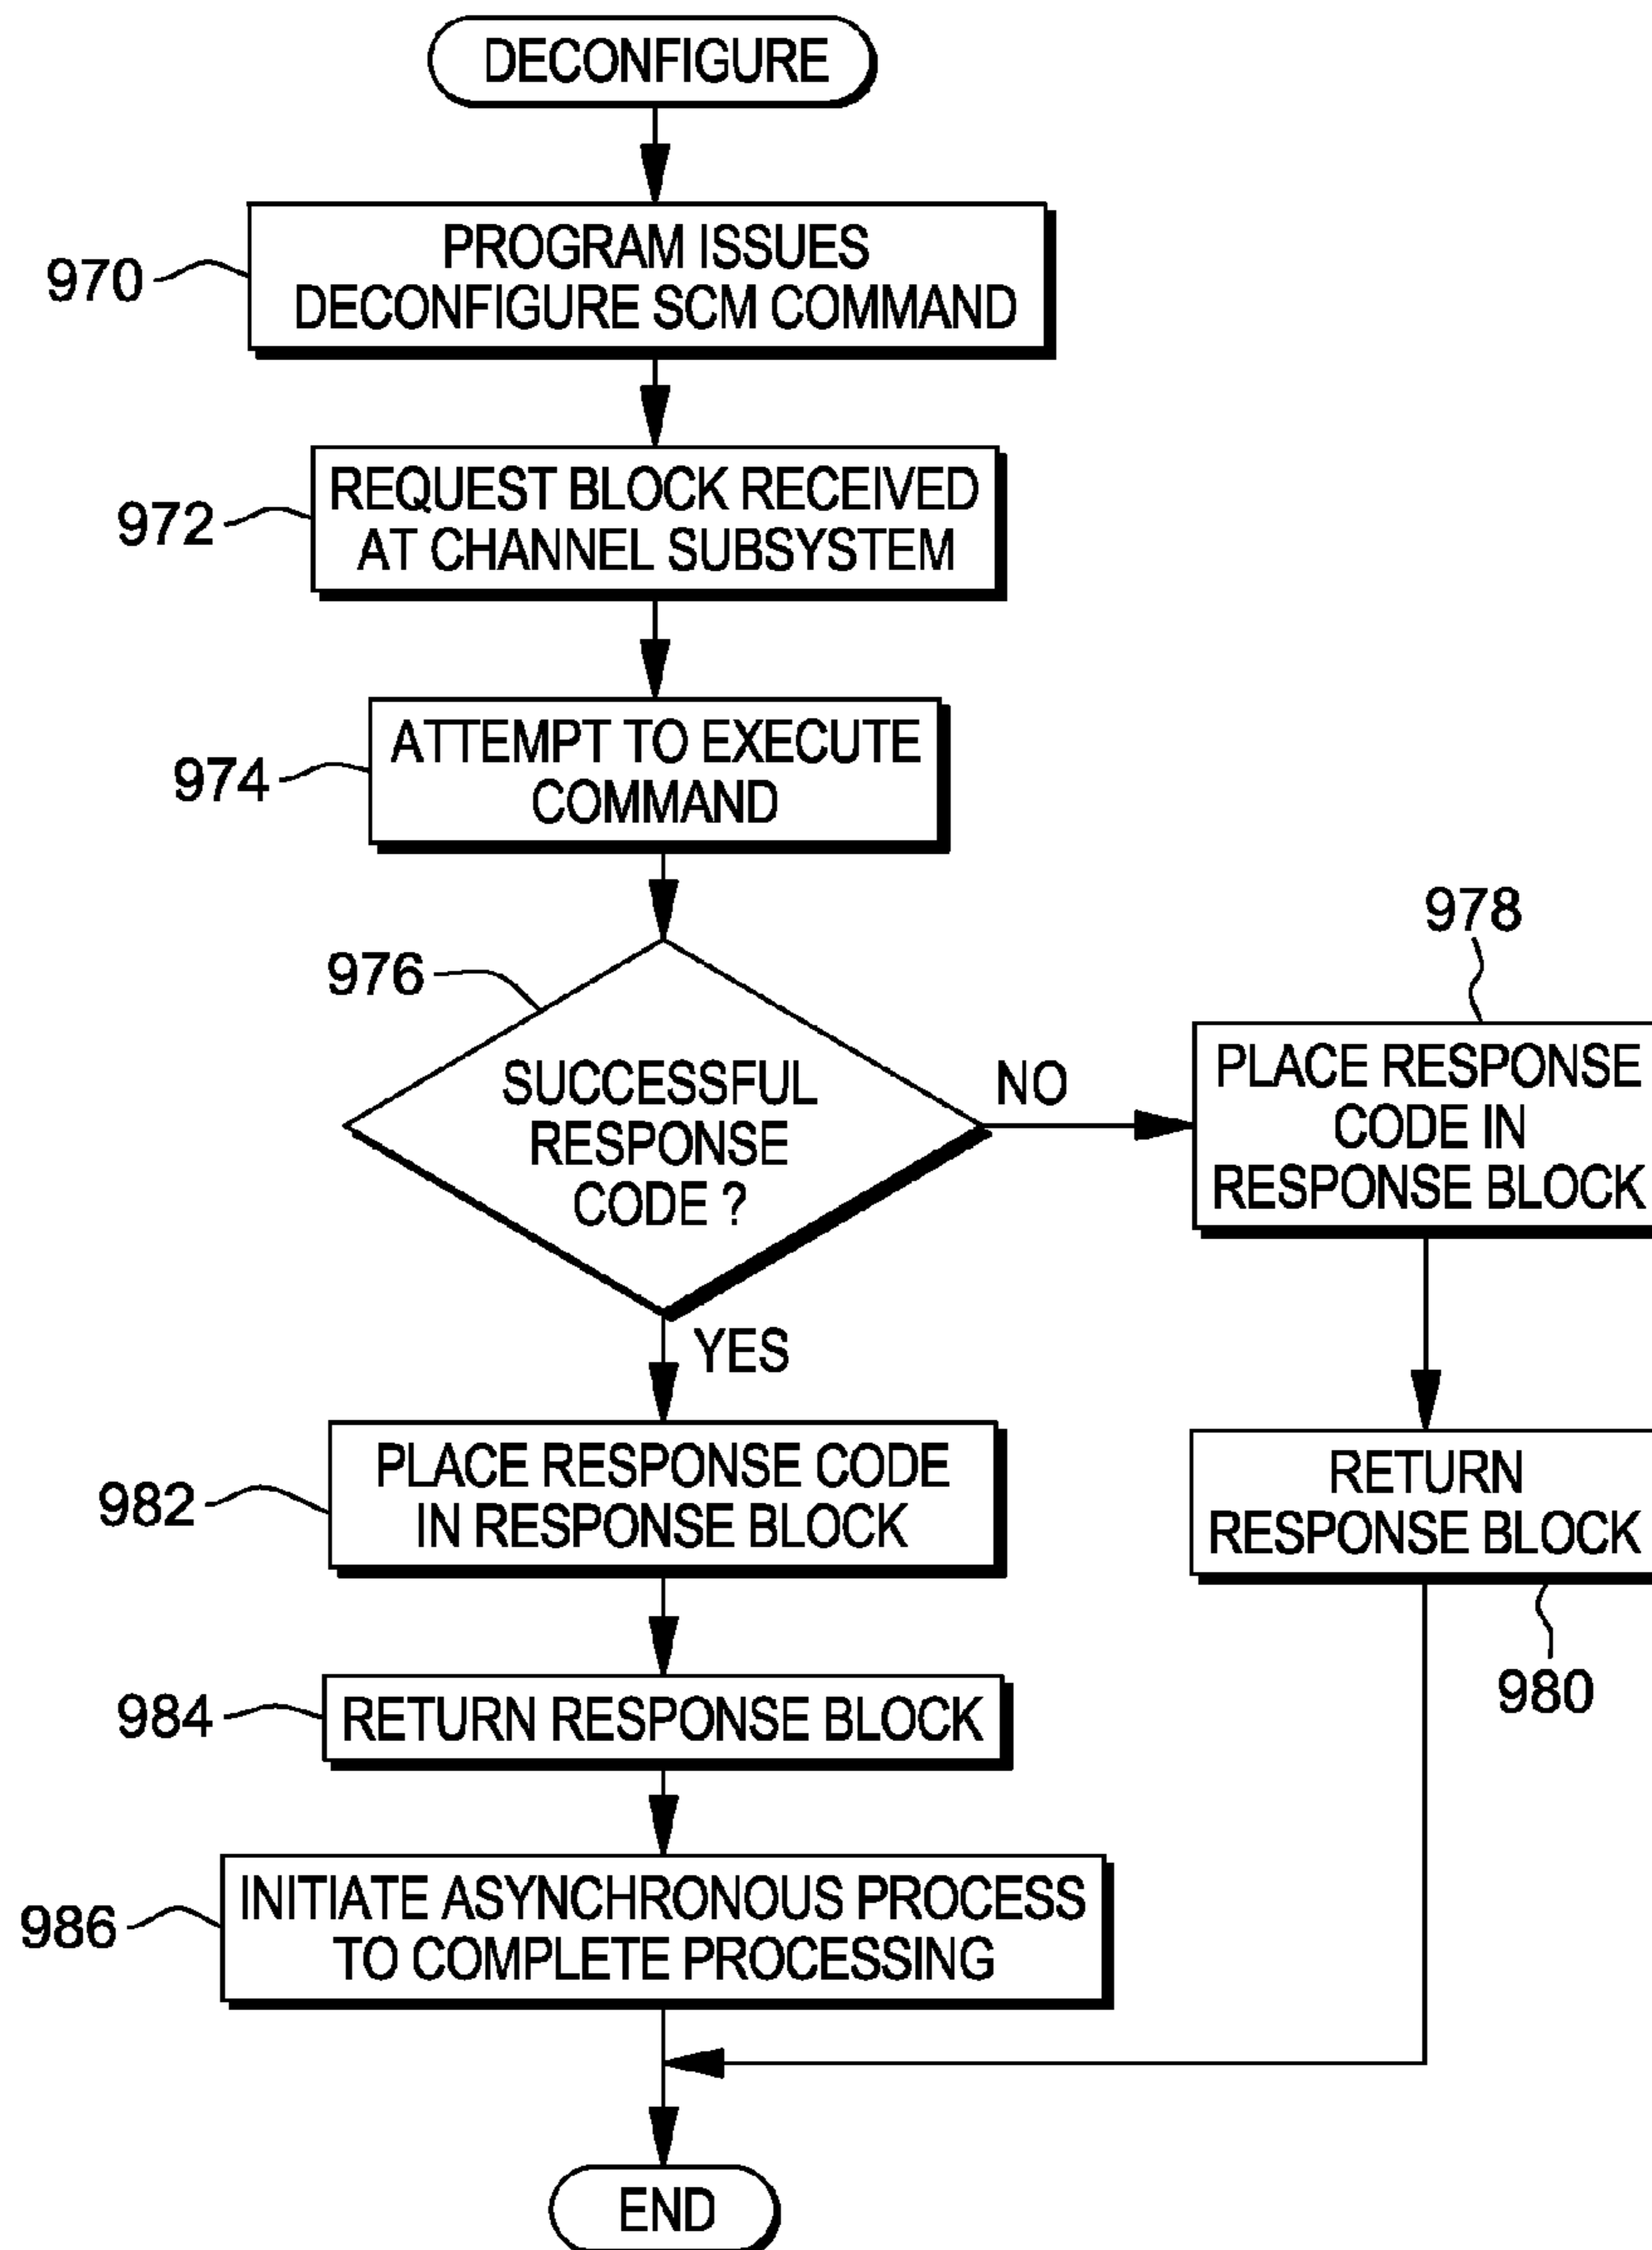 DECONFIGURE
970
PROGRAM ISSUES
DECONFIGURE SCM COMMAND
972
REQUEST BLOCK RECEIVED
AT CHANNEL SUBSYSTEM
974
ATTEMPT TO EXECUTE
COMMAND
976
SUCCESSFUL
RESPONSE
CODE ?
NO
978
PLACE RESPONSE
CODE IN
RESPONSE BLOCK
RETURN
RESPONSE BLOCK
980
YES
982
PLACE RESPONSE CODE
IN RESPONSE BLOCK
984
RETURN RESPONSE BLOCK
986
INITIATE ASYNCHRONOUS PROCESS
TO COMPLETE PROCESSING
END